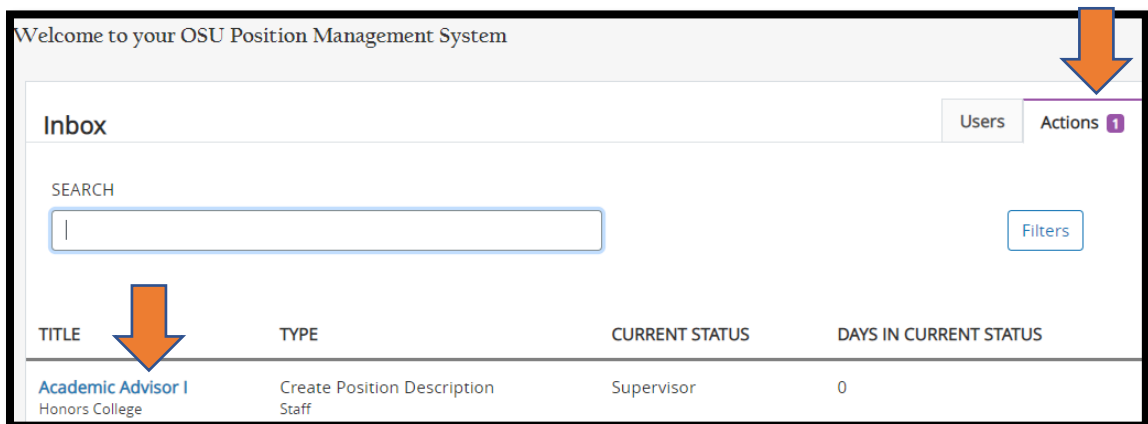 Welcome to your OSU Position Management System
Inbox
Users
Actions 1
SEARCH
Filters
TITLE TYPE CURRENT STATUS DAYS IN CURRENT STATUS
Academic Advisor I Create Position Description Supervisor 0
Honors College Staff